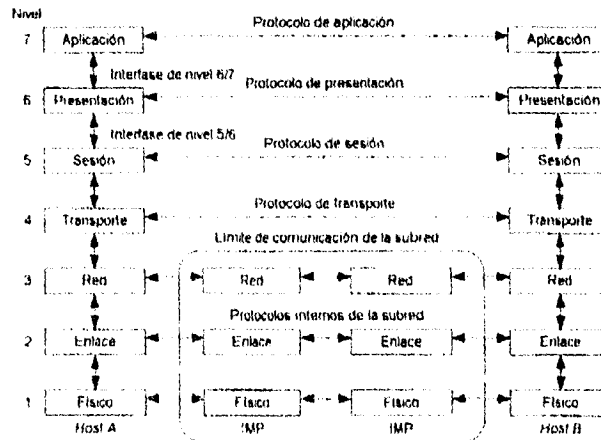 Nivel
7 Aplicación Protocolo de aplicación Aplicación
Interfase de nivel 6/7
6 Presentación Protocolo de presentación Presentación
Interfase de nivel 5/6
5 Sesión Protocolo de sesión Sesión
4 Transporte Protocolo de transporte Transporte
Límite de comunicación de la subred
3 Red Red Red Red
Protocolos internos de la subred
2 Enlace Enlace Enlace Enlace
1 Físico Físico Físico Físico
Host A IMP IMP Host B